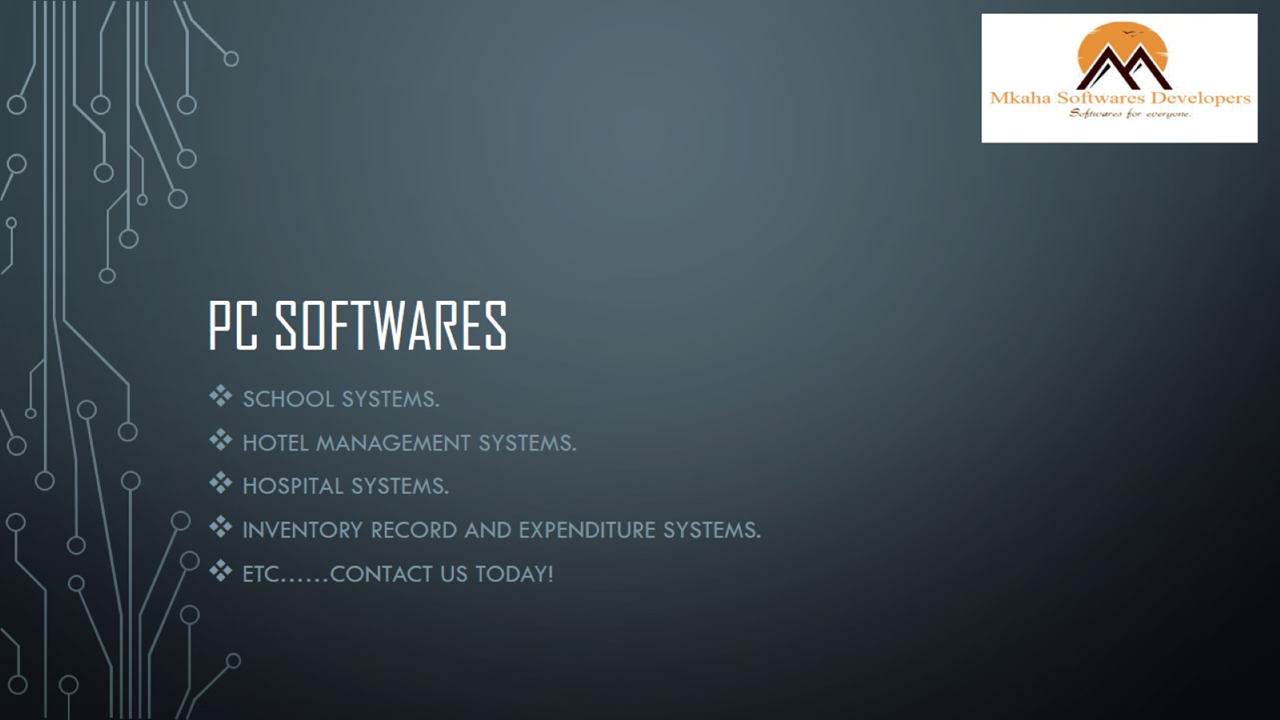 Mkaha Softwares Developers
Softwares for everyone.
PC SOFTWARES
❖ SCHOOL SYSTEMS.
❖ HOTEL MANAGEMENT SYSTEMS.
❖ HOSPITAL SYSTEMS.
❖ INVENTORY RECORD AND EXPENDITURE SYSTEMS.
❖ ETC......CONTACT US TODAY!